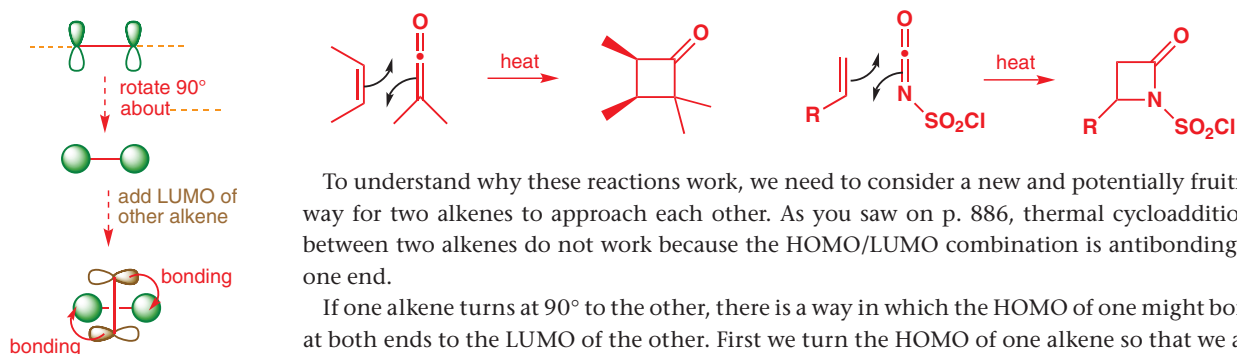 rotate 90°
about
add LUMO of
other alkene
bonding
bonding
O
heat
O
O
heat
R
N
SO₂Cl
O
N
R
SO₂Cl
To understand why these reactions work, we need to consider a new and potentially
way for two alkenes to approach each other. As you saw on p. 886, thermal
between two alkenes do not work because the HOMO/LUMO combination is antibonding
one end.
If one alkene turns at 90° to the other, there is a way in which the HOMO of one might
at both ends to the LUMO of the other. First we turn the HOMO of one alkene so that we